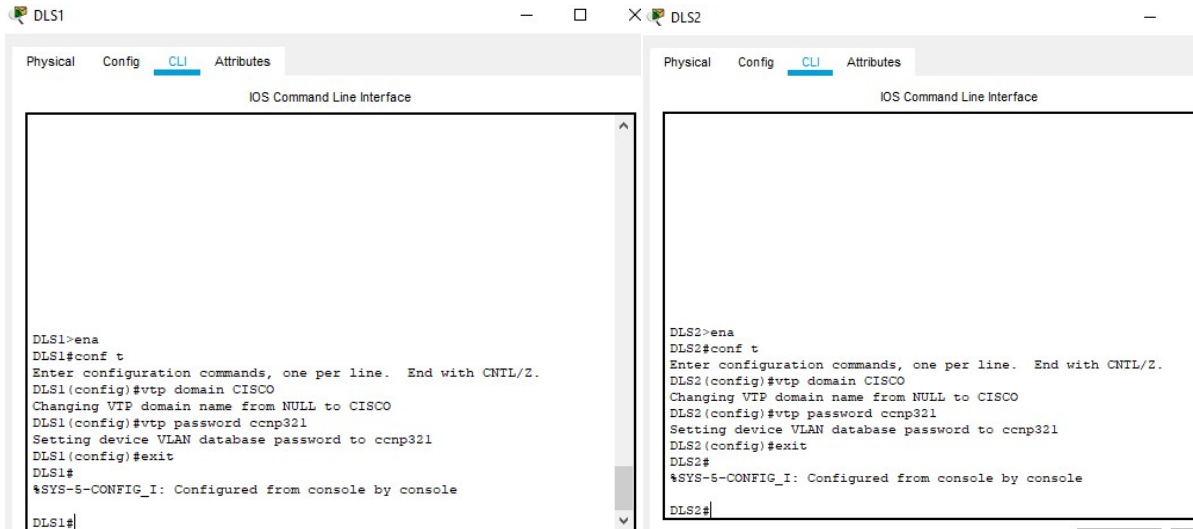 DLS1
Physical Config CLI Attributes
IOS Command Line Interface
DLS1>ena
DLS1#conf t
Enter configuration commands, one per line. End with CNTL/Z.
DLS1(config)#vtp domain CISCO
Changing VTP domain name from NULL to CISCO
DLS1(config)#vtp password ccnp321
Setting device VLAN database password to ccnp321
DLS1(config)#exit
DLS1#
%SYS-5-CONFIG_I: Configured from console by console
DLS1#
DLS2
Physical Config CLI Attributes
IOS Command Line Interface
DLS2>ena
DLS2#conf t
Enter configuration commands, one per line. End with CNTL/Z.
DLS2(config)#vtp domain CISCO
Changing VTP domain name from NULL to CISCO
DLS2(config)#vtp password ccnp321
Setting device VLAN database password to ccnp321
DLS2(config)#exit
DLS2#
%SYS-5-CONFIG_I: Configured from console by console
DLS2#